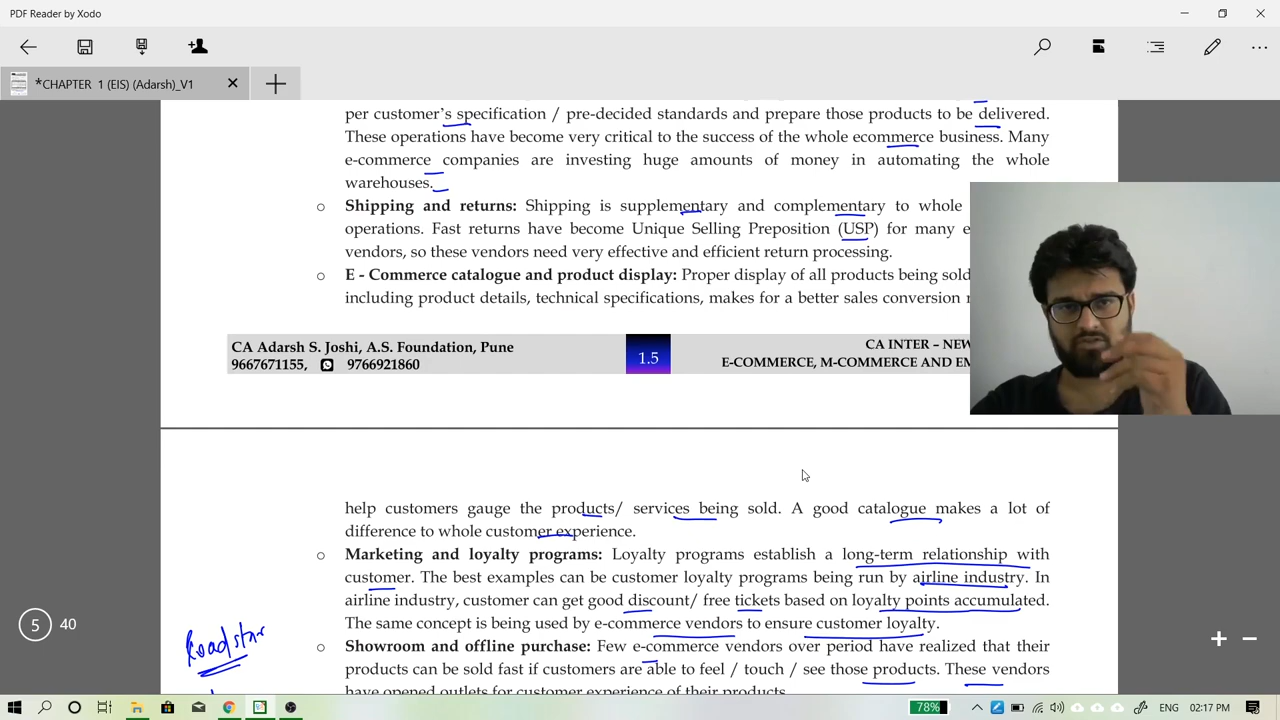 PDF Reader by Xodo
*CHAPTER 1 (EIS) (Adarsh)_V1
per customer's specification / pre-decided standards and prepare those products to be delivered.
These operations have become very critical to the success of the whole ecommerce business. Many
e-commerce companies are investing huge amounts of money in automating the whole
warehouses.
o Shipping and returns: Shipping is supplementary and complementary to whole
operations. Fast returns have become Unique Selling Preposition (USP) for many e
vendors, so these vendors need very effective and efficient return processing.
o E - Commerce catalogue and product display: Proper display of all products being sold
including product details, technical specifications, makes for a better sales conversion r
CA Adarsh S. Joshi, A.S. Foundation, Pune
9667671155, 9766921860
1.5
CA INTER – NEW
E-COMMERCE, M-COMMERCE AND EM
help customers gauge the products/ services being sold. A good catalogue makes a lot of
difference to whole customer experience.
o Marketing and loyalty programs: Loyalty programs establish a long-term relationship with
customer. The best examples can be customer loyalty programs being run by airline industry. In
airline industry, customer can get good discount/ free tickets based on loyalty points accumulated.
The same concept is being used by e-commerce vendors to ensure customer loyalty.
o Showroom and offline purchase: Few e-commerce vendors over period have realized that their
products can be sold fast if customers are able to feel / touch / see those products. These vendors
have opened outlets for customer experience of their products.
5 40
Roadstar
78% ENG 02:17 PM